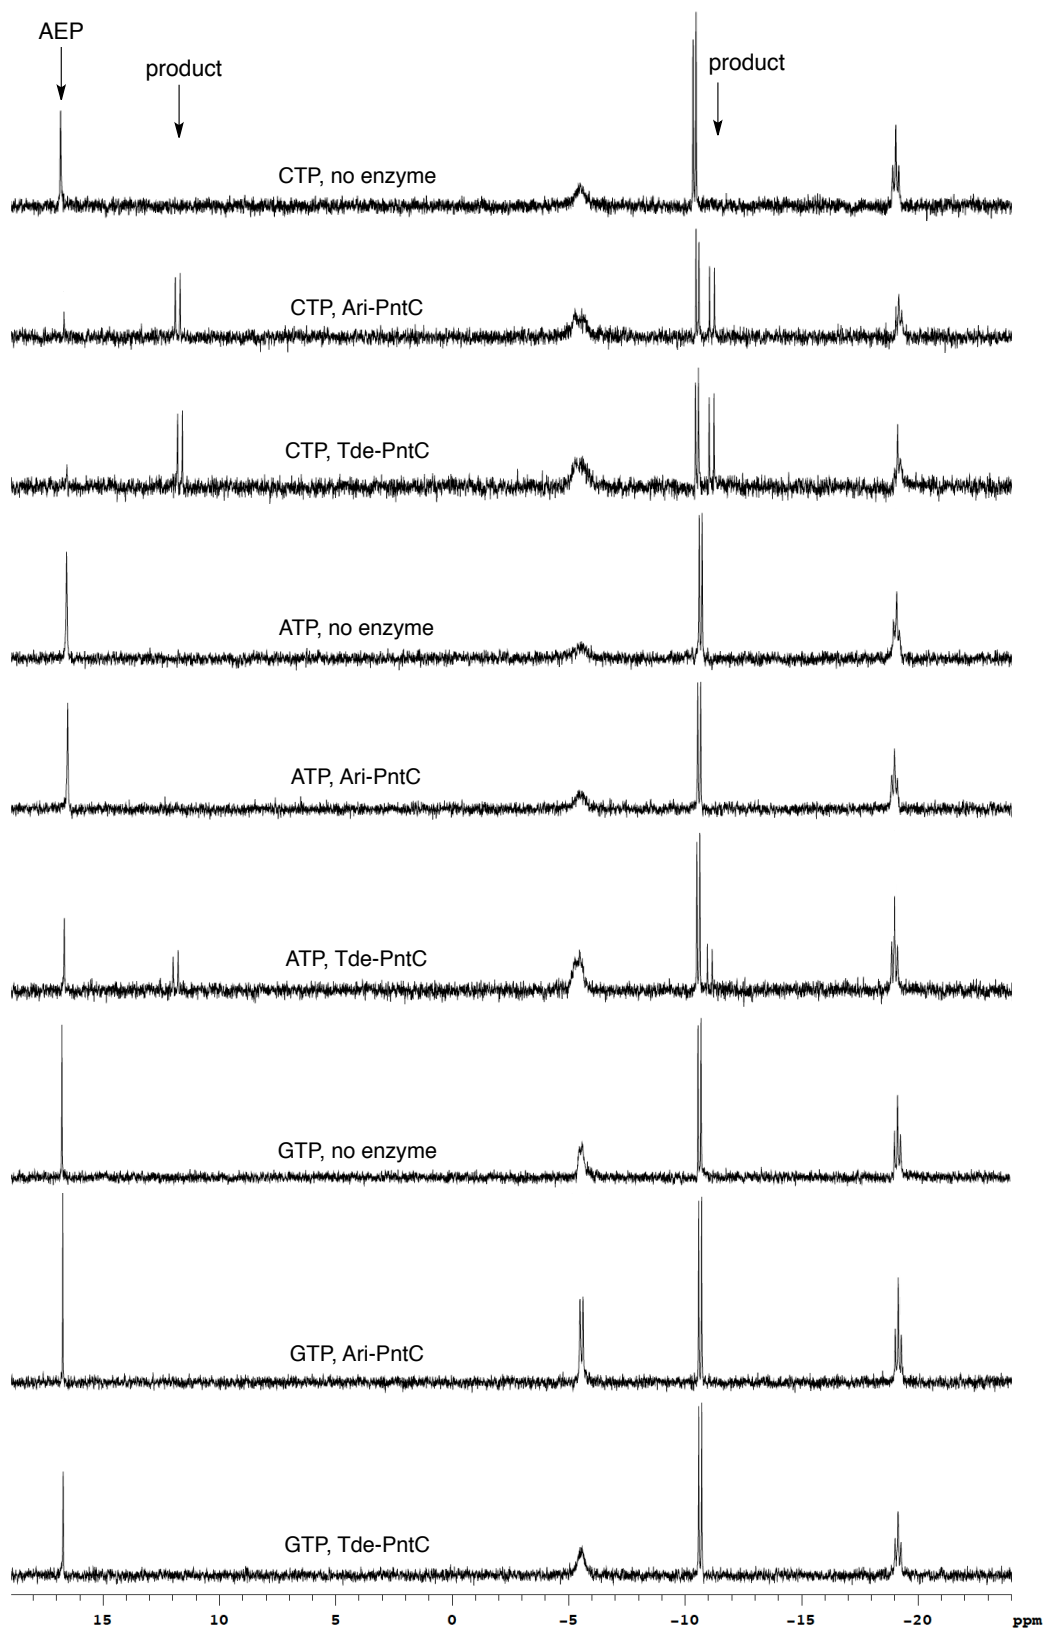 AEP
product
product
CTP, no enzyme
CTP, Ari-PntC
CTP, Tde-PntC
ATP, no enzyme
ATP, Ari-PntC
ATP, Tde-PntC
GTP, no enzyme
GTP, Ari-PntC
GTP, Tde-PntC
15 10 5 0 -5 -10 -15 -20 ppm